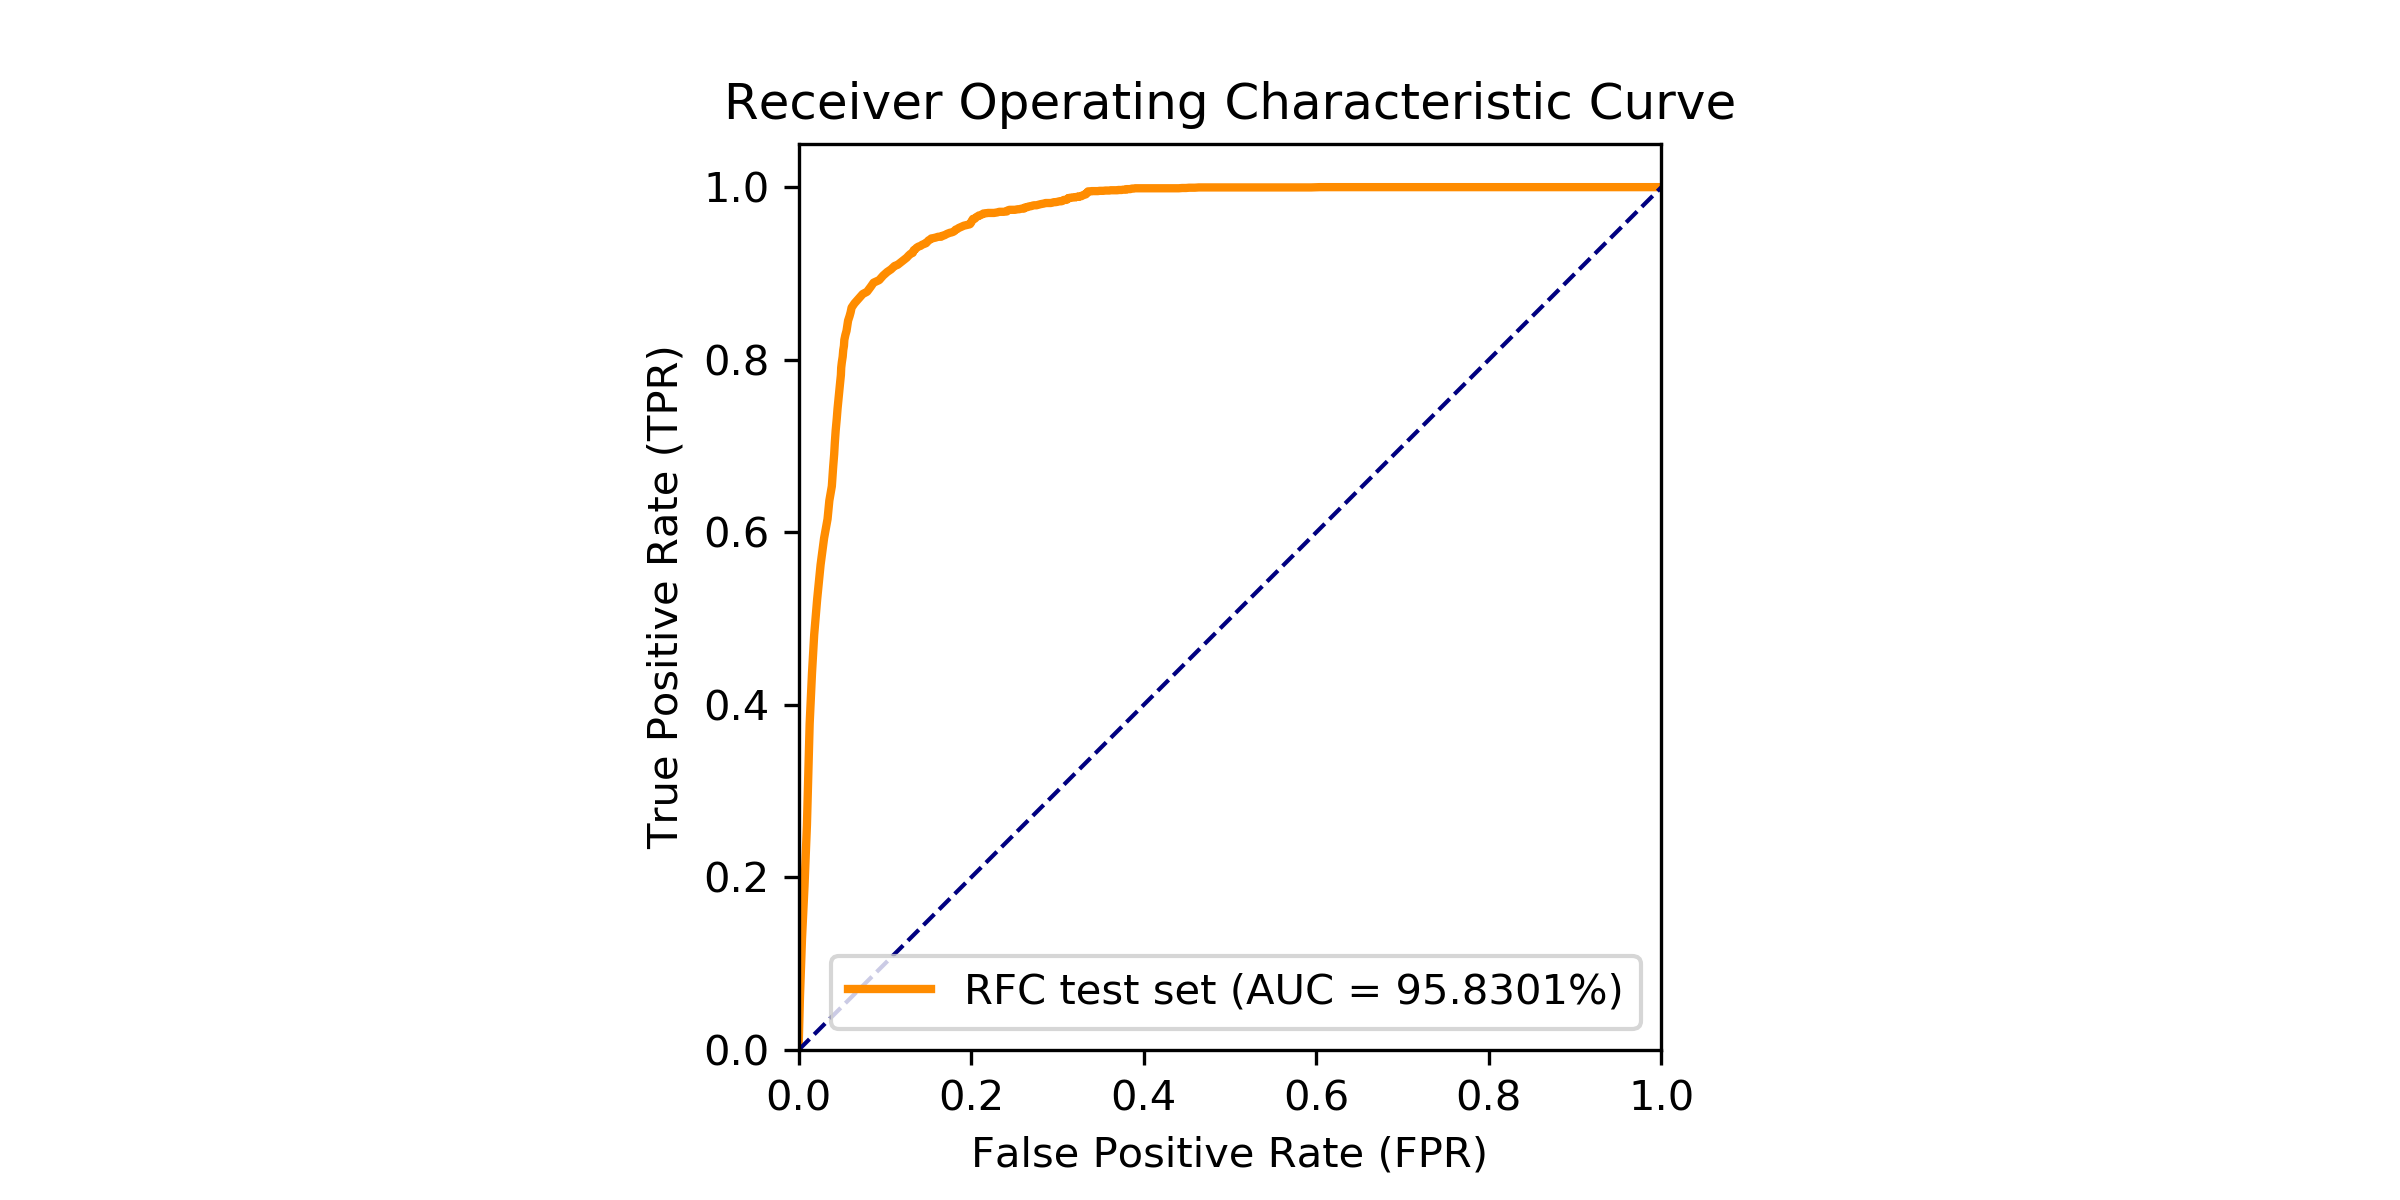 Receiver Operating Characteristic Curve
True Positive Rate (TPR)
1.0
0.8
0.6
0.4
0.2
0.0
RFC test set (AUC = 95.8301%)
0.0 0.2 0.4 0.6 0.8 1.0
False Positive Rate (FPR)